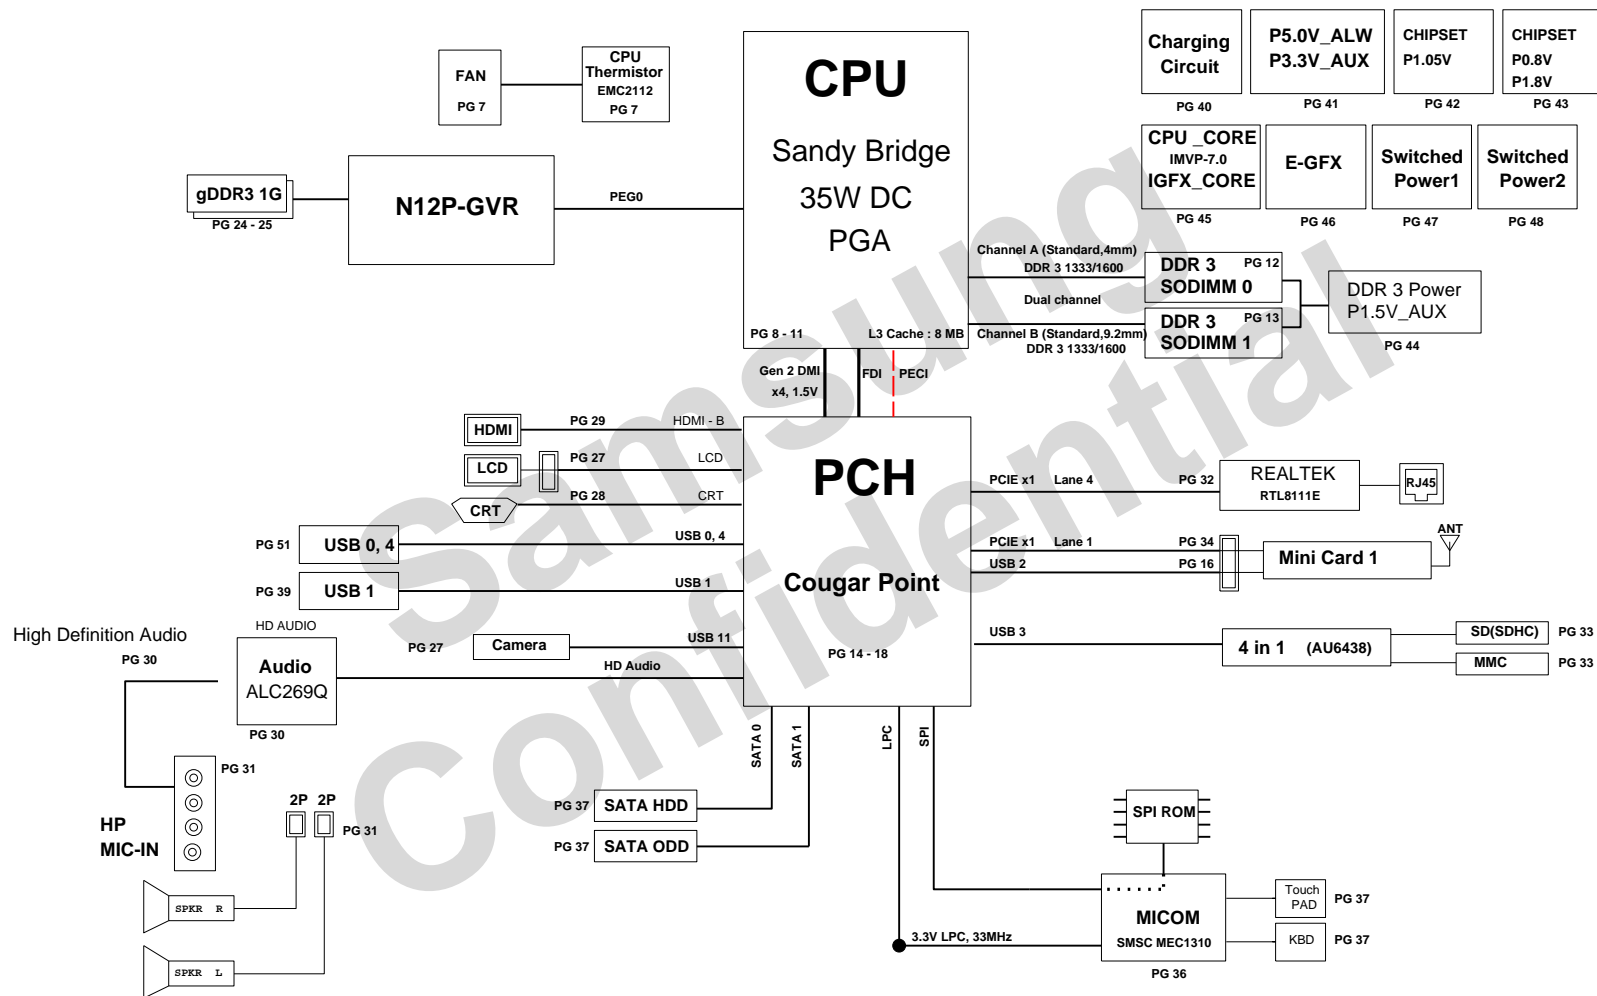 FAN
PG 7
CPU
Thermistor
EMC2112
PG 7
CPU
Sandy Bridge
35W DC
PGA
PG 8 - 11
L3 Cache : 8 MB
Charging
Circuit
PG 40
P5.0V_ALW
P3.3V_AUX
PG 41
CHIPSET
P1.05V
PG 42
CHIPSET
P0.8V
P1.8V
PG 43
CPU _CORE
IMVP-7.0
IGFX_CORE
PG 45
E-GFX
PG 46
Switched
Power1
PG 47
Switched
Power2
PG 48
gDDR3 1G
PG 24 - 25
N12P-GVR
PEG0
Channel A (Standard,4mm)
DDR 3 1333/1600
Dual channel
Channel B (Standard,9.2mm)
DDR 3 1333/1600
DDR 3
PG 12
SODIMM 0
DDR 3
PG 13
SODIMM 1
DDR 3 Power
P1.5V_AUX
PG 44
Gen 2 DMI
x4, 1.5V
FDI
PECI
HDMI
PG 29
HDMI - B
LCD
PG 27
LCD
CRT
PG 28
CRT
PG 51
USB 0, 4
USB 0, 4
PG 39
USB 1
USB 1
PG 27
Camera
USB 11
PCH
Cougar Point
PG 14 - 18
PCIE x1
Lane 4
PG 32
REALTEK
RTL8111E
RJ45
PCIE x1
Lane 1
PG 34
USB 2
PG 16
Mini Card 1
ANT
USB 3
4 in 1
(AU6438)
SD(SDHC)
PG 33
MMC
PG 33
High Definition Audio
PG 30
HD AUDIO
Audio
ALC269Q
PG 30
HD Audio
SATA 0
SATA 1
LPC
SPI
PG 31
HP
MIC-IN
2P
2P
PG 31
SPKR R
SPKR L
PG 37
SATA HDD
PG 37
SATA ODD
SPI ROM
MICOM
SMSC MEC1310
PG 36
3.3V LPC, 33MHz
Touch
PAD
PG 37
KBD
PG 37
Samsung
Confidential